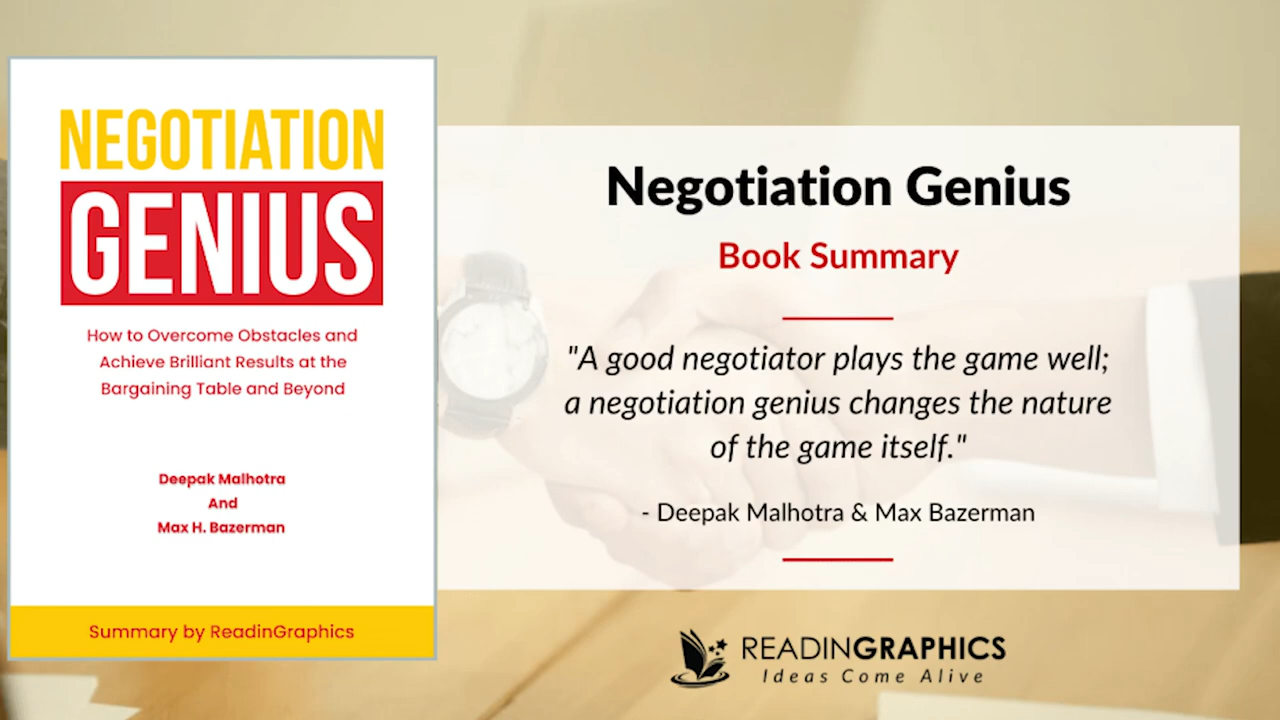 NEGOTIATION
GENIUS
How to Overcome Obstacles and
Achieve Brilliant Results at the
Bargaining Table and Beyond
Deepak Malhotra
And
Max H. Bazerman
Summary by ReadinGraphics
Negotiation Genius
Book Summary
"A good negotiator plays the game well;
a negotiation genius changes the nature
of the game itself."
- Deepak Malhotra & Max Bazerman
READINGRAPHICS
Ideas Come Alive